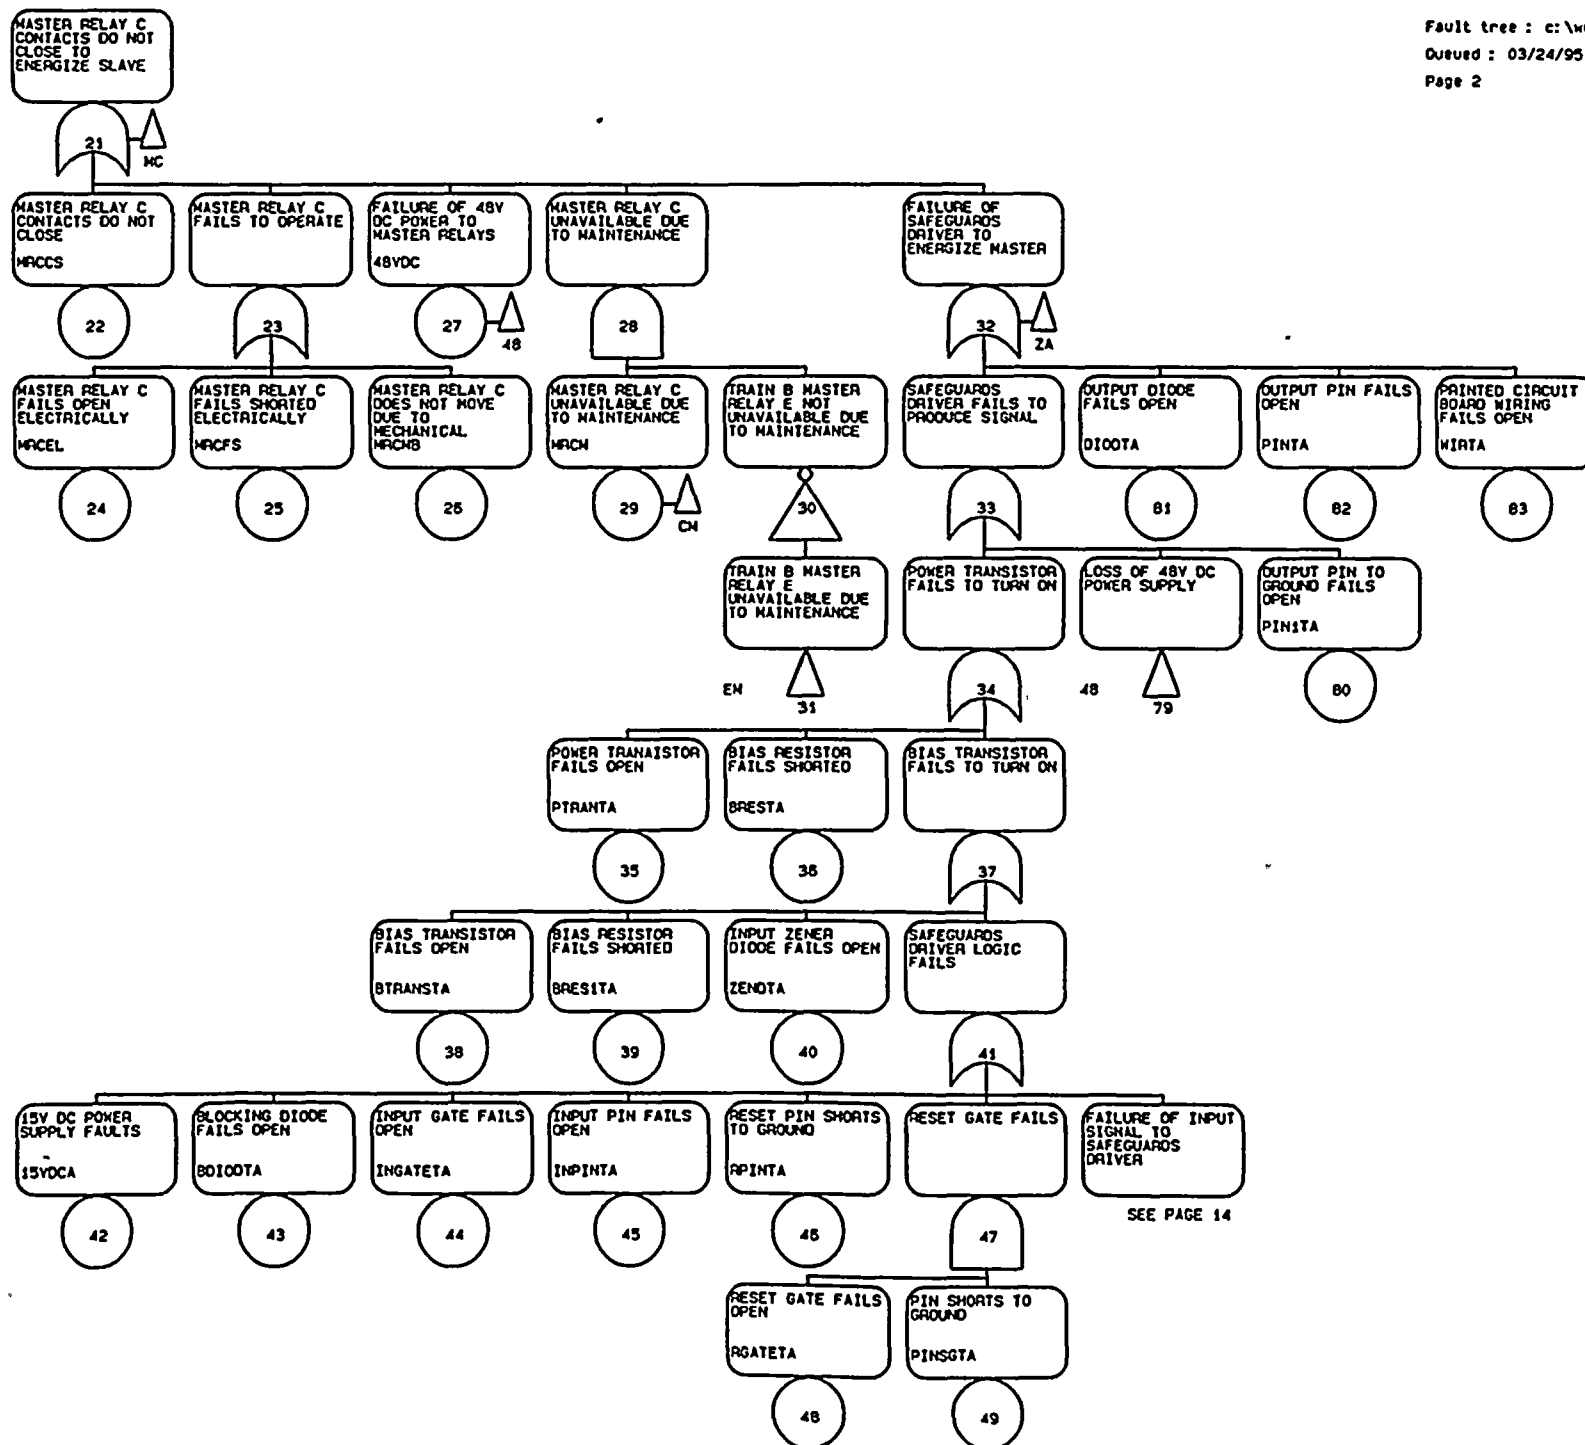 Fault tree : c:\w
Queued : 03/24/95
Page 2
MASTER RELAY C
CONTACTS DO NOT
CLOSE TO
ENERGIZE SLAVE
21
MC
MASTER RELAY C
CONTACTS DO NOT
CLOSE
MRCCS
22
MASTER RELAY C
FAILS TO OPERATE
23
FAILURE OF 48V
DC POWER TO
MASTER RELAYS
48VDC
27
48
MASTER RELAY C
UNAVAILABLE DUE
TO MAINTENANCE
28
FAILURE OF
SAFEGUARDS
DRIVER TO
ENERGIZE MASTER
32
ZA
MASTER RELAY C
FAILS OPEN
ELECTRICALLY
MRCEL
24
MASTER RELAY C
FAILS SHORTED
ELECTRICALLY
MRCFS
25
MASTER RELAY C
DOES NOT MOVE
DUE TO
MECHANICAL
MRCMB
26
MASTER RELAY C
UNAVAILABLE DUE
TO MAINTENANCE
MRCM
29
CM
TRAIN B MASTER
RELAY E NOT
UNAVAILABLE DUE
TO MAINTENANCE
30
SAFEGUARDS
DRIVER FAILS TO
PRODUCE SIGNAL
33
OUTPUT DIODE
FAILS OPEN
DIODTA
81
OUTPUT PIN FAILS
OPEN
PINTA
82
PRINTED CIRCUIT
BOARD WIRING
FAILS OPEN
WIRTA
83
TRAIN B MASTER
RELAY E
UNAVAILABLE DUE
TO MAINTENANCE
EM
31
POWER TRANSISTOR
FAILS TO TURN ON
34
LOSS OF 48V DC
POWER SUPPLY
48
79
OUTPUT PIN TO
GROUND FAILS
OPEN
PIN1TA
80
POWER TRANAISTOR
FAILS OPEN
PTRANTA
35
BIAS RESISTOR
FAILS SHORTED
BRESTA
36
BIAS TRANSISTOR
FAILS TO TURN ON
37
BIAS TRANSISTOR
FAILS OPEN
BTRANSTA
38
BIAS RESISTOR
FAILS SHORTED
BRES1TA
39
INPUT ZENER
DIODE FAILS OPEN
ZENDTA
40
SAFEGUARDS
DRIVER LOGIC
FAILS
41
15V DC POWER
SUPPLY FAULTS
15VDCA
42
BLOCKING DIODE
FAILS OPEN
BDIODTA
43
INPUT GATE FAILS
OPEN
INGATETA
44
INPUT PIN FAILS
OPEN
INPINTA
45
RESET PIN SHORTS
TO GROUND
RPINTA
46
RESET GATE FAILS
47
FAILURE OF INPUT
SIGNAL TO
SAFEGUARDS
DRIVER
SEE PAGE 14
RESET GATE FAILS
OPEN
RGATETA
48
PIN SHORTS TO
GROUND
PINSGTA
49